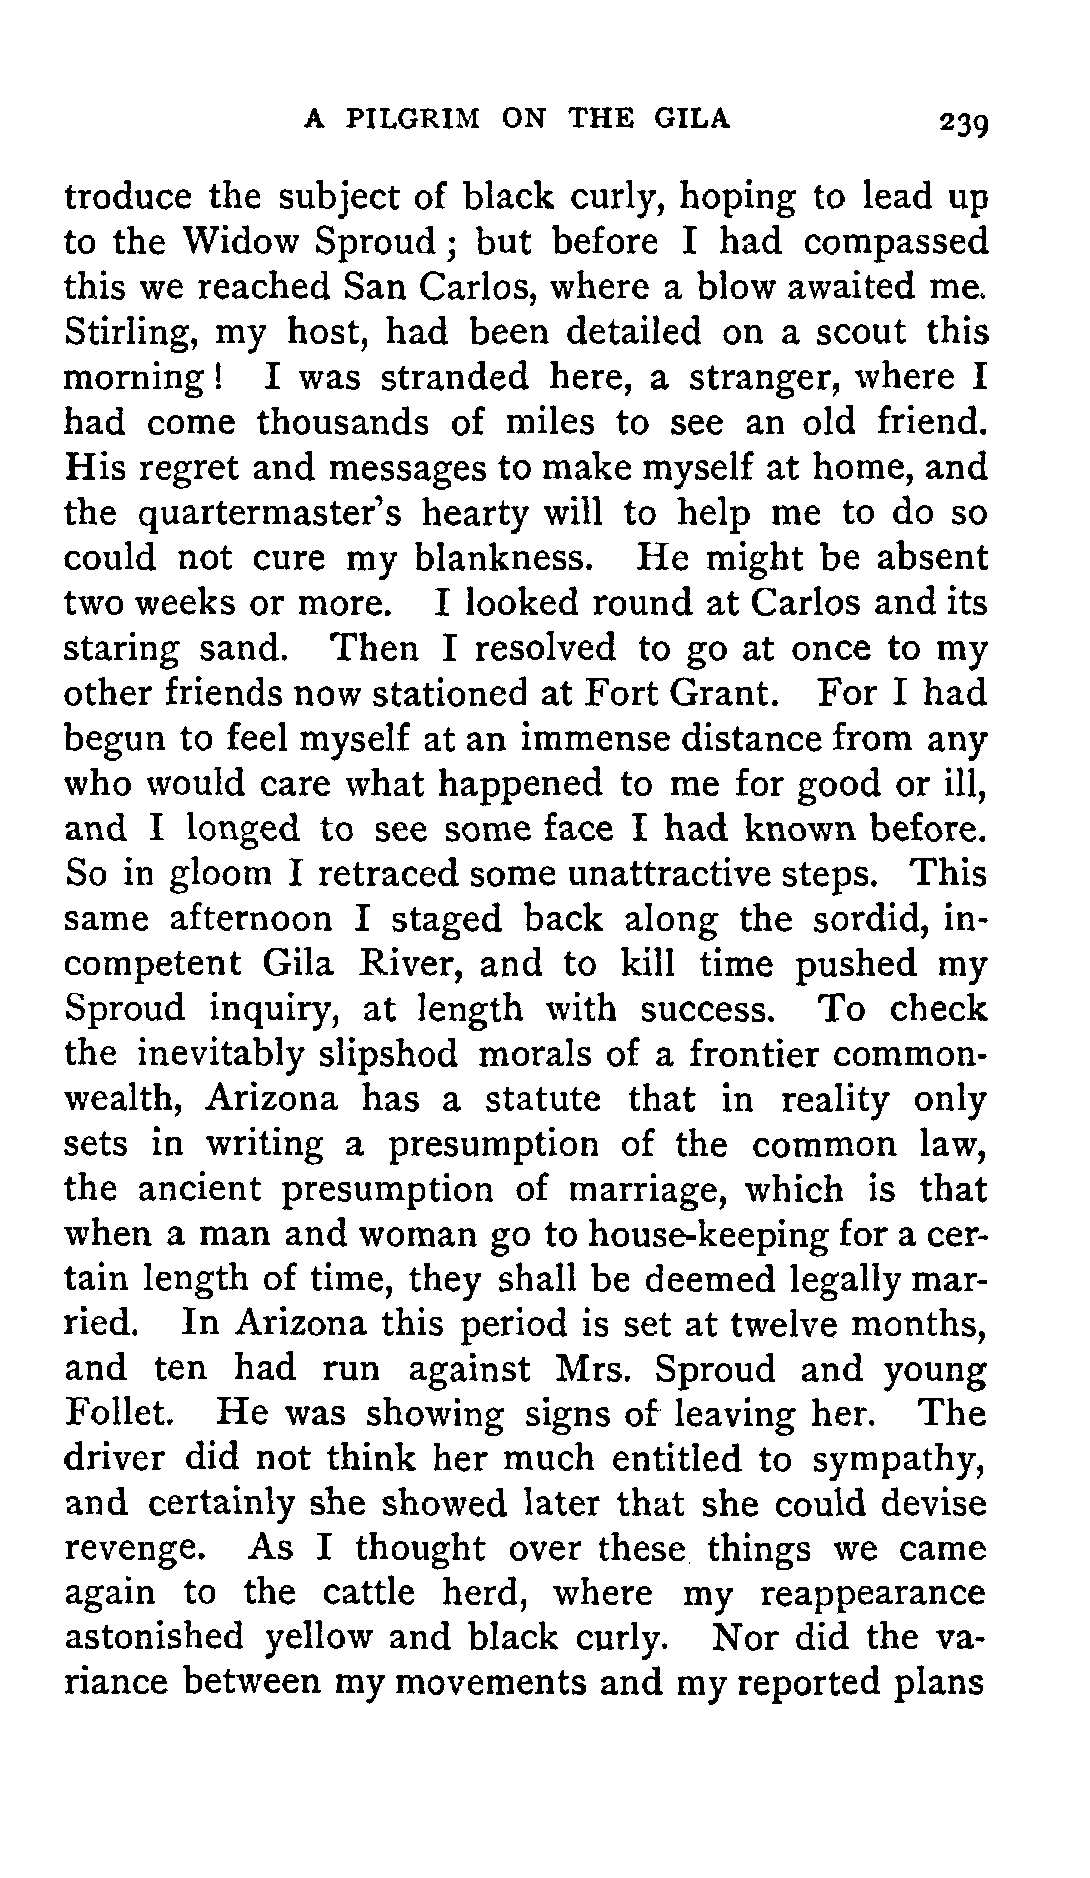 A PILGRIM ON THE GILA 239
troduce the subject of black curly, hoping to lead up
to the Widow Sproud ; but before I had compassed
this we reached San Carlos, where a blow awaited me.
Stirling, my host, had been detailed on a scout this
morning ! I was stranded here, a stranger, where I
had come thousands of miles to see an old friend.
His regret and messages to make myself at home, and
the quartermaster's hearty will to help me to do so
could not cure my blankness. He might be absent
two weeks or more. I looked round at Carlos and its
staring sand. Then I resolved to go at once to my
other friends now stationed at Fort Grant. For I had
begun to feel myself at an immense distance from any
who would care what happened to me for good or ill,
and I longed to see some face I had known before.
So in gloom I retraced some unattractive steps. This
same afternoon I staged back along the sordid, in-
competent Gila River, and to kill time pushed my
Sproud inquiry, at length with success. To check
the inevitably slipshod morals of a frontier common-
wealth, Arizona has a statute that in reality only
sets in writing a presumption of the common law,
the ancient presumption of marriage, which is that
when a man and woman go to house-keeping for a cer-
tain length of time, they shall be deemed legally mar-
ried. In Arizona this period is set at twelve months,
and ten had run against Mrs. Sproud and young
Follet. He was showing signs of leaving her. The
driver did not think her much entitled to sympathy,
and certainly she showed later that she could devise
revenge. As I thought over these things we came
again to the cattle herd, where my reappearance
astonished yellow and black curly. Nor did the va-
riance between my movements and my reported plans